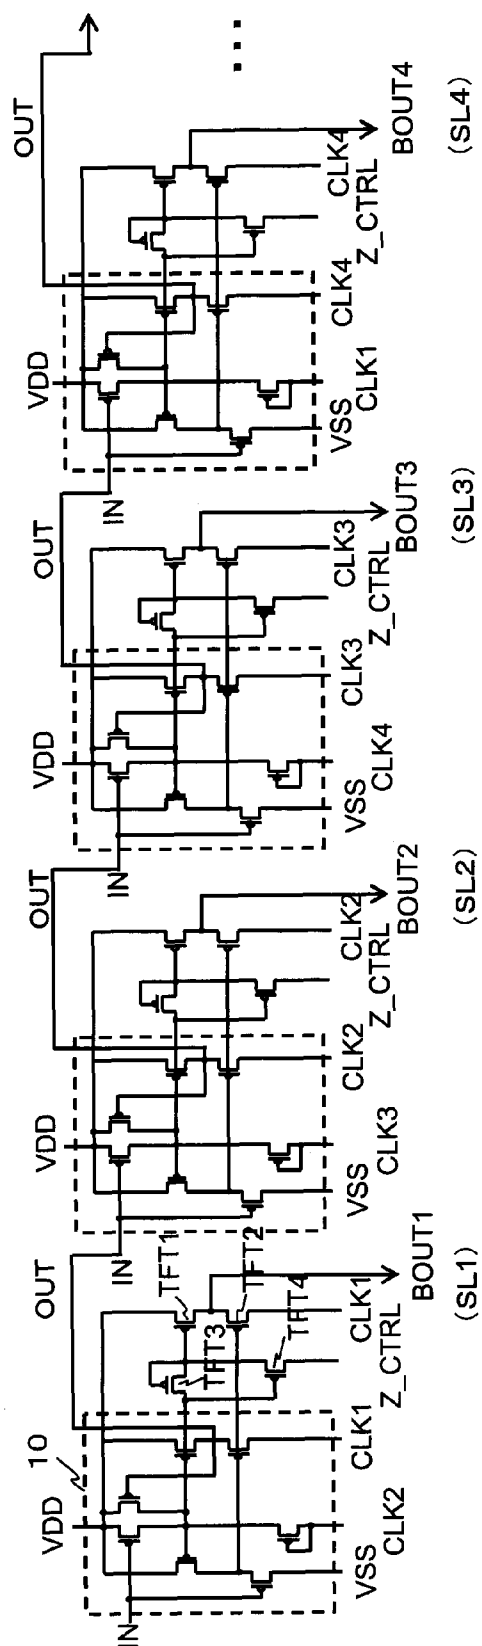 IN
VDD
10
OUT
VSS
CLK2
CLK1
Z_CTRL
CLK1
TFT1
TFT2
TFT3
TFT4
BOUT1
(SL1)
IN
VDD
OUT
VSS
CLK3
CLK2
Z_CTRL
CLK2
BOUT2
(SL2)
IN
VDD
OUT
VSS
CLK4
CLK3
Z_CTRL
CLK3
BOUT3
(SL3)
IN
VDD
OUT
VSS
CLK1
CLK4
Z_CTRL
CLK4
BOUT4
(SL4)
...